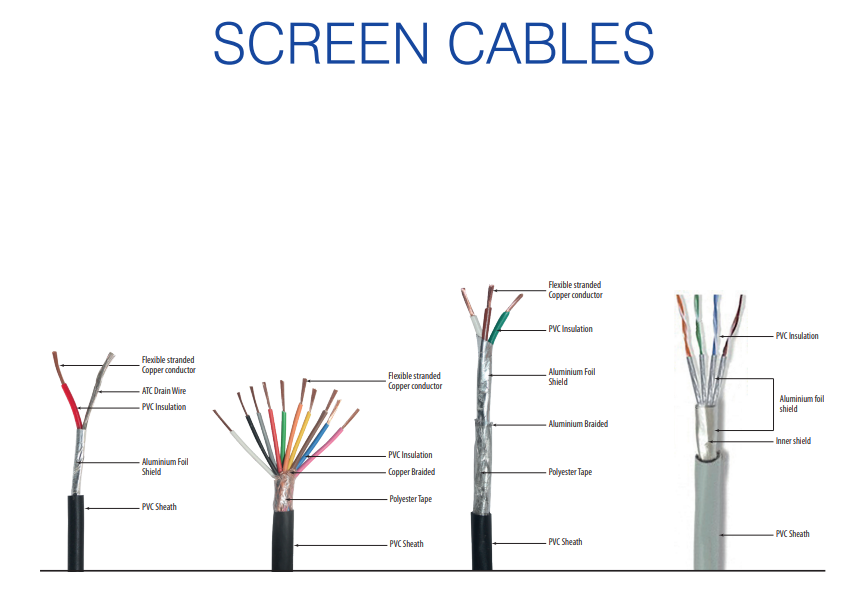 SCREEN CABLES
Flexible stranded
Copper conductor
ATC Drain Wire
PVC Insulation
Aluminium Foil
Shield
PVC Sheath
Flexible stranded
Copper conductor
PVC Insulation
Copper Braided
Polyester Tape
PVC Sheath
Flexible stranded
Copper conductor
PVC Insulation
Aluminium Foil
Shield
Aluminium Braided
Polyester Tape
PVC Sheath
PVC Insulation
Aluminium foil
shield
Inner shield
PVC Sheath